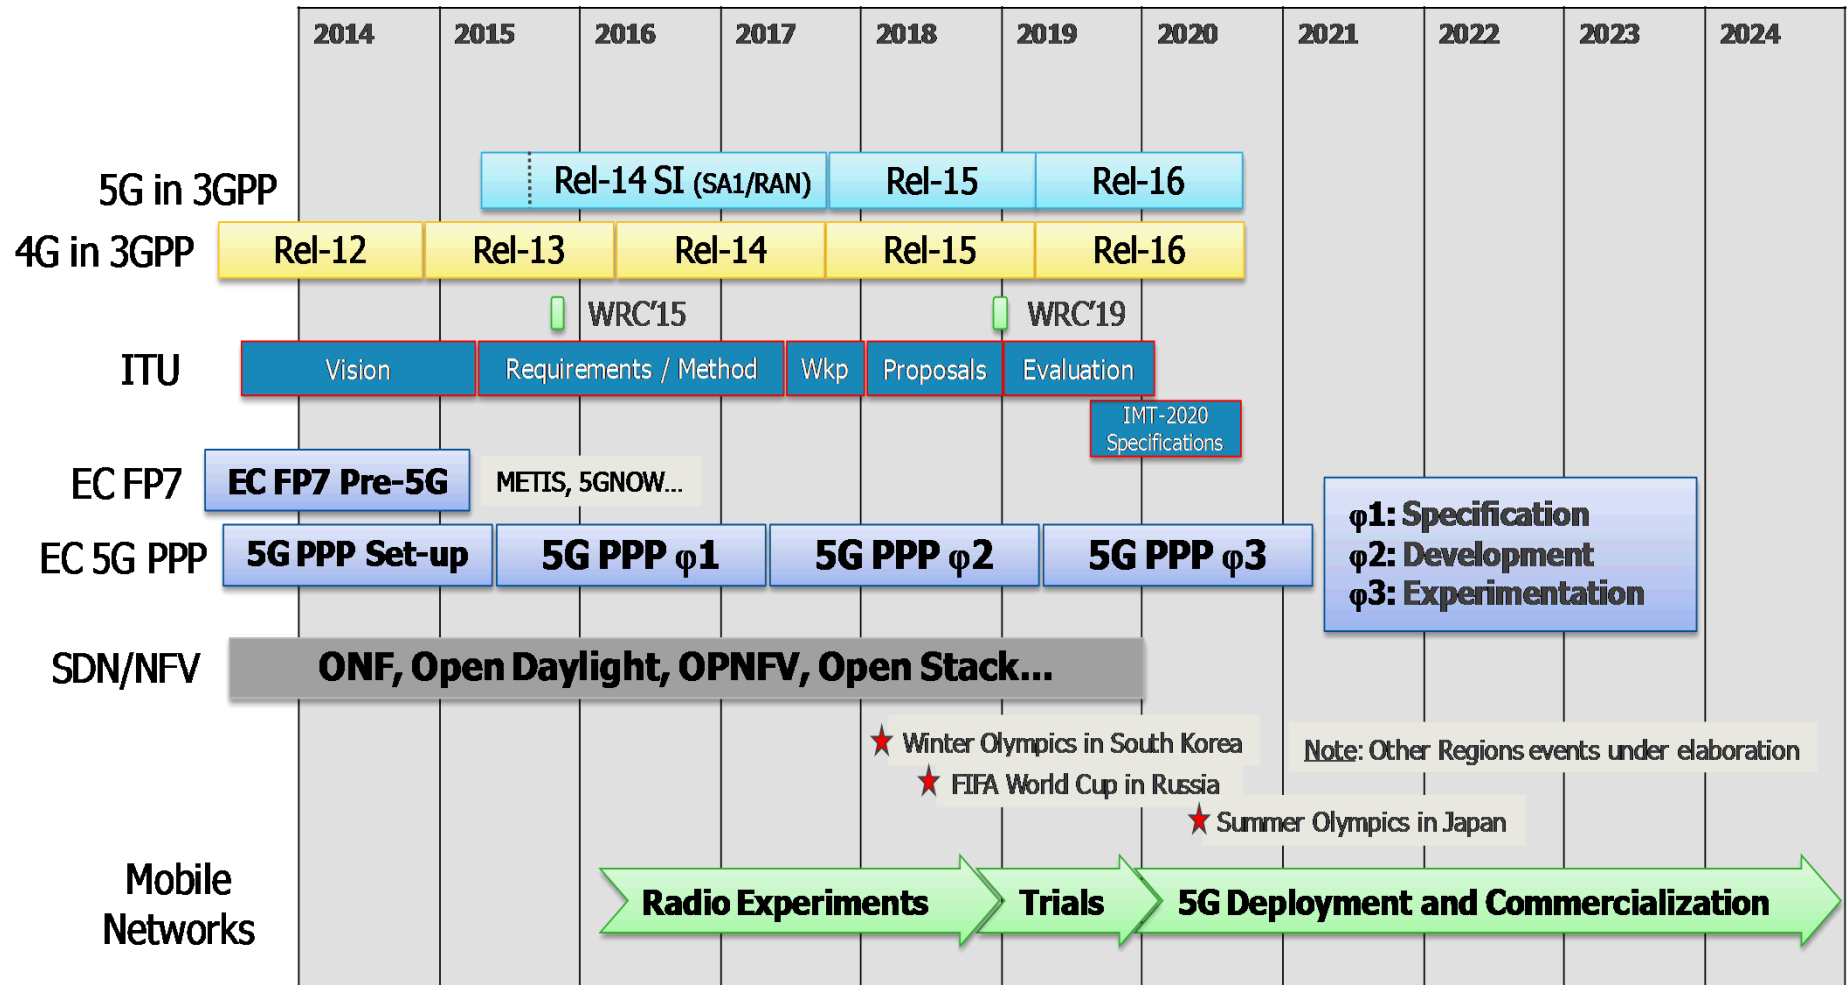 2014 2015 2016 2017 2018 2019 2020 2021 2022 2023 2024
5G in 3GPP Rel-14 SI (SA1/RAN) Rel-15 Rel-16
4G in 3GPP Rel-12 Rel-13 Rel-14 Rel-15 Rel-16
WRC'15 WRC'19
ITU Vision Requirements / Method Wkp Proposals Evaluation
IMT-2020
Specifications
EC FP7 EC FP7 Pre-5G METIS, 5GNOW...
EC 5G PPP 5G PPP Set-up 5G PPP φ1 5G PPP φ2 5G PPP φ3
φ1: Specification
φ2: Development
φ3: Experimentation
SDN/NFV ONF, Open Daylight, OPNFV, Open Stack...
Winter Olympics in South Korea
Note: Other Regions events under elaboration
FIFA World Cup in Russia
Summer Olympics in Japan
Mobile
Networks
Radio Experiments Trials 5G Deployment and Commercialization